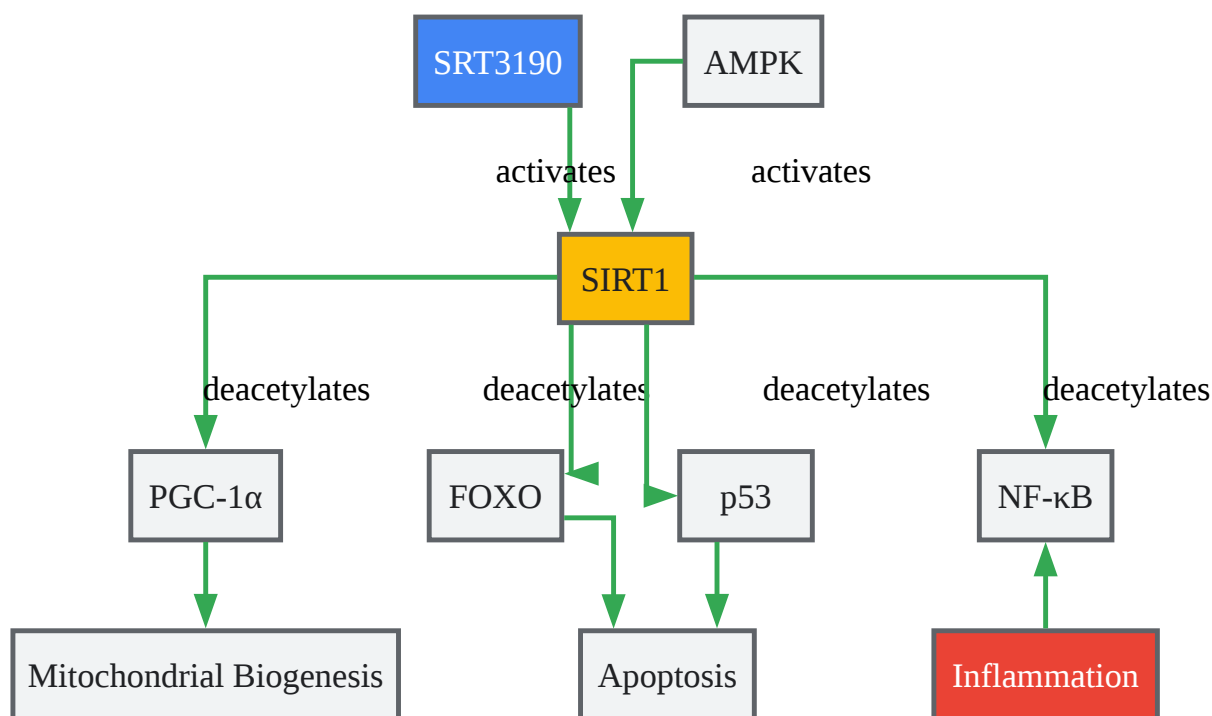 SRT3190
AMPK
activates
activates
SIRT1
deacetylates
deacetylates
deacetylates
deacetylates
PGC-1α
FOXO
p53
NF-κB
Mitochondrial Biogenesis
Apoptosis
Inflammation